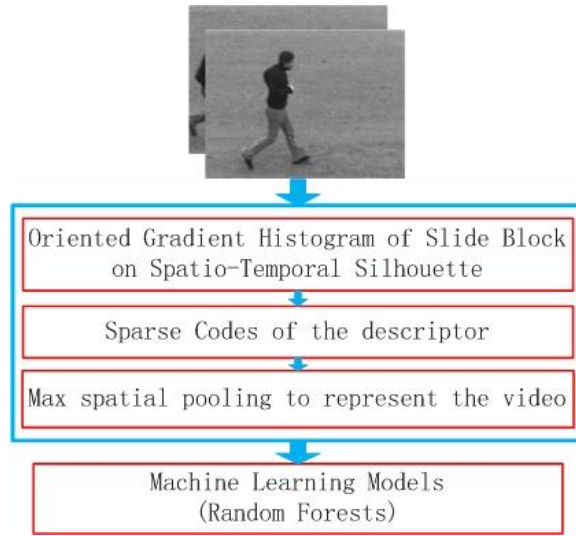 Oriented Gradient Histogram of Slide Block
on Spatio-Temporal Silhouette
Sparse Codes of the descriptor
Max spatial pooling to represent the video
Machine Learning Models
(Random Forests)